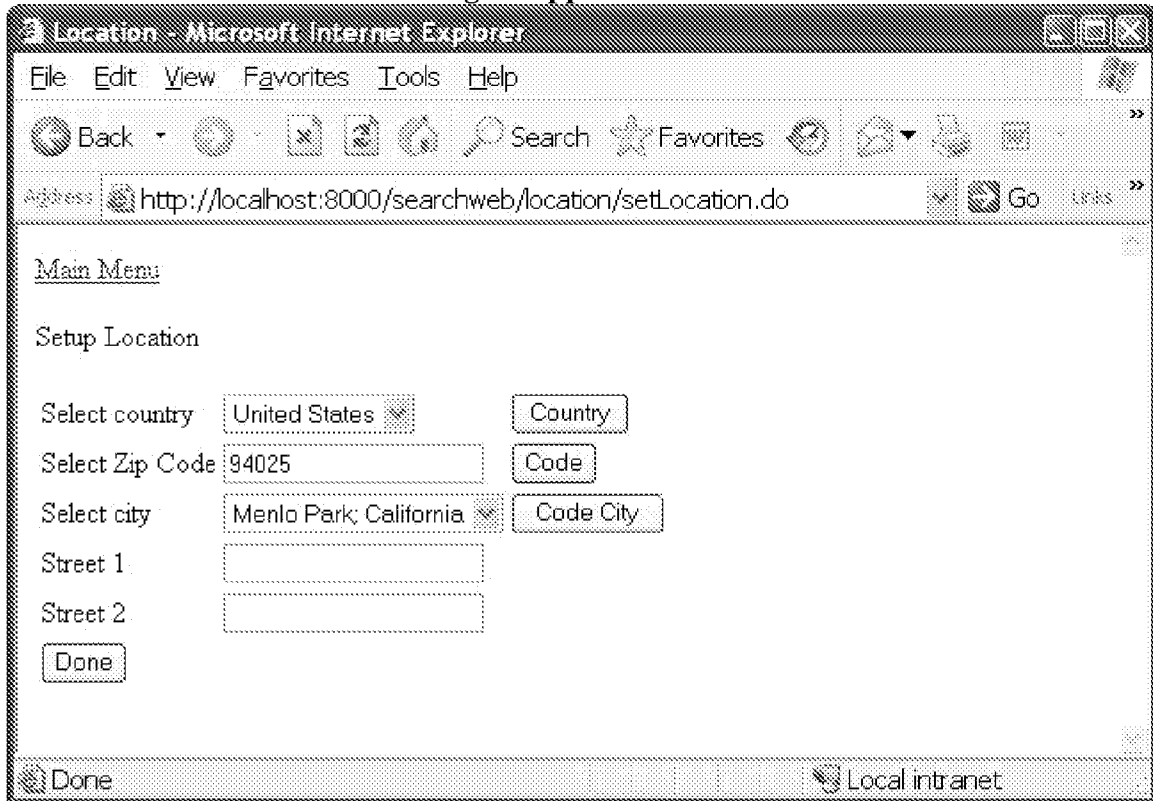 Location - Microsoft Internet Explorer
File Edit View Favorites Tools Help
Back Search Favorites »
Address http://localhost:8000/searchweb/location/setLocation.do Go Links »
Main Menu
Setup Location
Select country United States Country
Select Zip Code 94025 Code
Select city Menlo Park; California Code City
Street 1
Street 2
Done
Done Local intranet